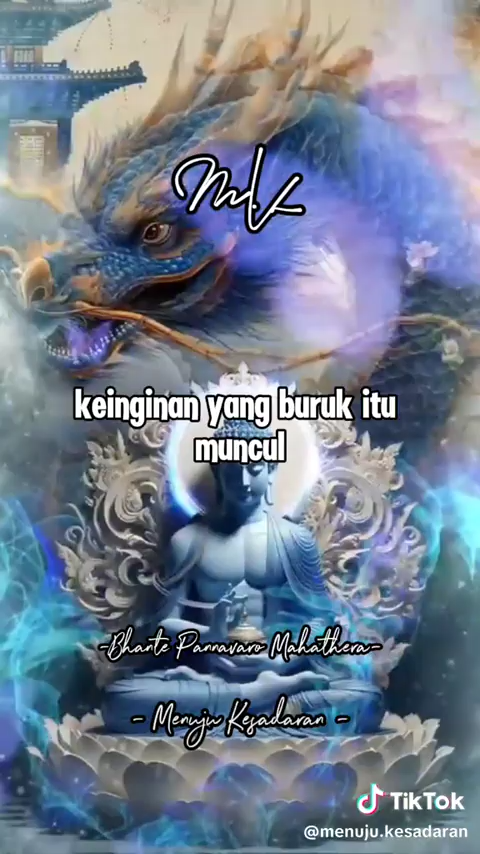 M.K
keinginan yang buruk itu
muncul
-Bhante Pannavaro Mahathera-
- Menuju Kesadaran -
TikTok
@menuju.kesadaran